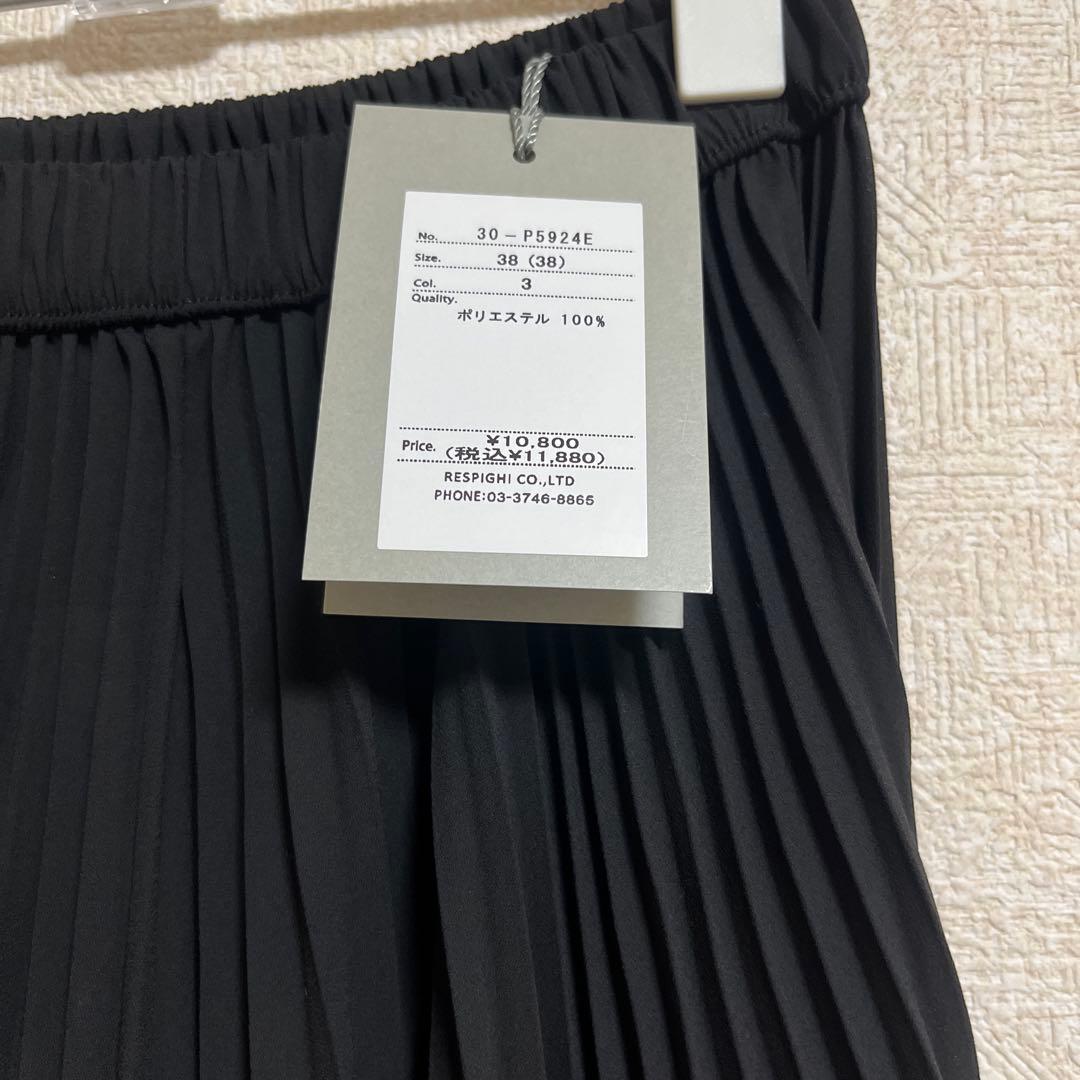 No. 30-P5924E
Size. 38 (38)
Col. 3
Quality.
ポリエステル 100%
Price. ¥10,800
(税込¥11,880)
RESPIGHI CO.,LTD
PHONE:03-3746-8865